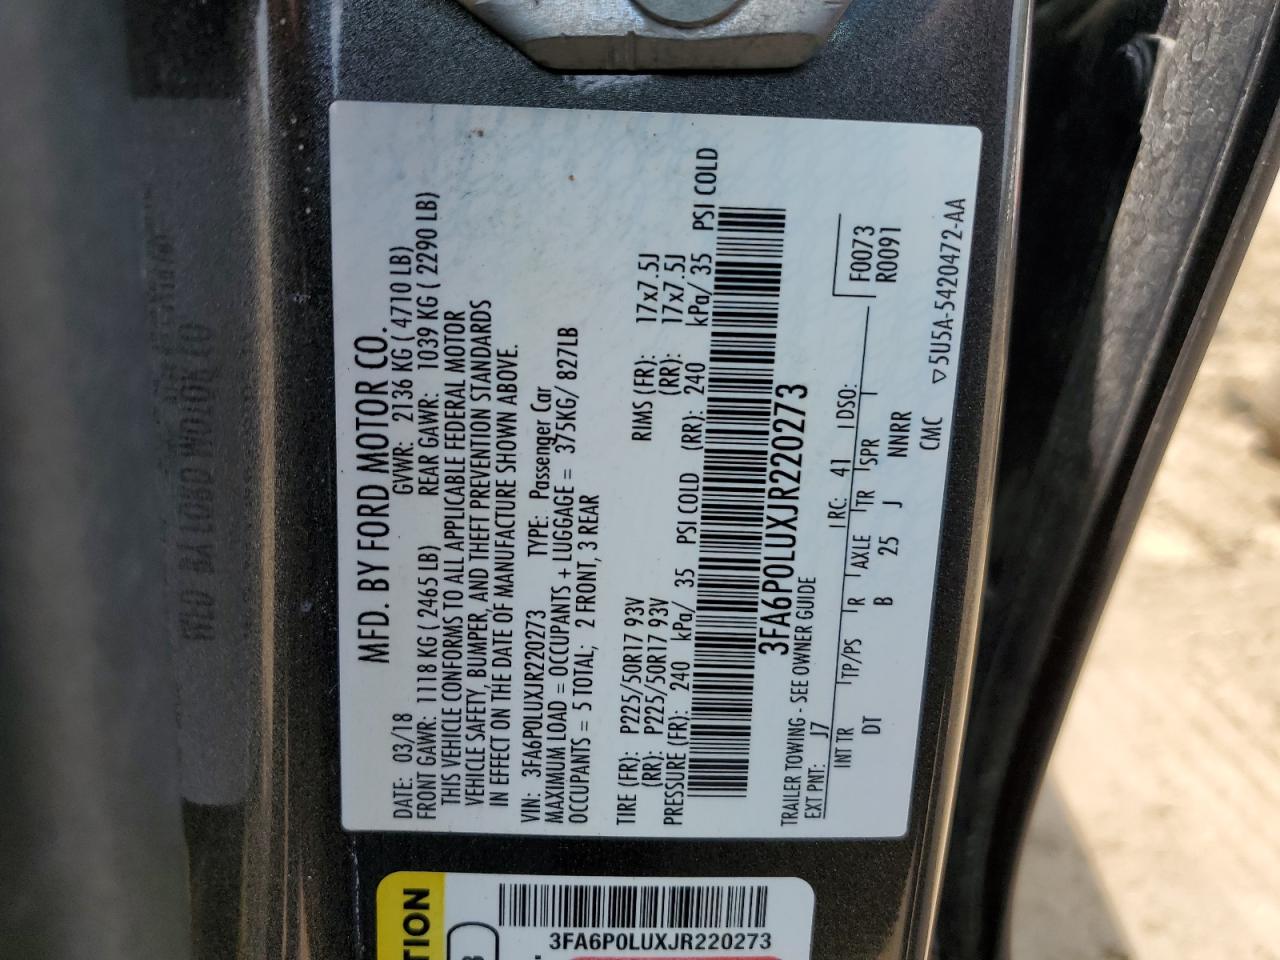 MFD. BY FORD MOTOR CO.
DATE: 03/18 GVWR: 2136 KG ( 4710 LB)
FRONT GAWR: 1118 KG ( 2465 LB) REAR GAWR: 1039 KG ( 2290 LB)
THIS VEHICLE CONFORMS TO ALL APPLICABLE FEDERAL MOTOR
VEHICLE SAFETY, BUMPER, AND THEFT PREVENTION STANDARDS
IN EFFECT ON THE DATE OF MANUFACTURE SHOWN ABOVE.
VIN: 3FA6P0LUXJR220273 TYPE: Passenger Car
MAXIMUM LOAD = OCCUPANTS + LUGGAGE = 375KG/ 827LB
OCCUPANTS = 5 TOTAL; 2 FRONT, 3 REAR
TIRE (FR): P225/50R17 93V RIMS (FR): 17x7.5J
(RR): P225/50R17 93V (RR): 17x7.5J
PRESSURE (FR): 240 kPa/ 35 PSI COLD (RR): 240 kPa/ 35 PSI COLD
3FA6P0LUXJR220273
TRAILER TOWING - SEE OWNER GUIDE
EXT PNT: J7 RC: 41 DSO: F0073
INT TR TP/PS R AXLE TR SPR R0091
DT B 25 J NNRR
CMC ▽5U5A-5420472-AA
TION
3FA6P0LUXJR220273